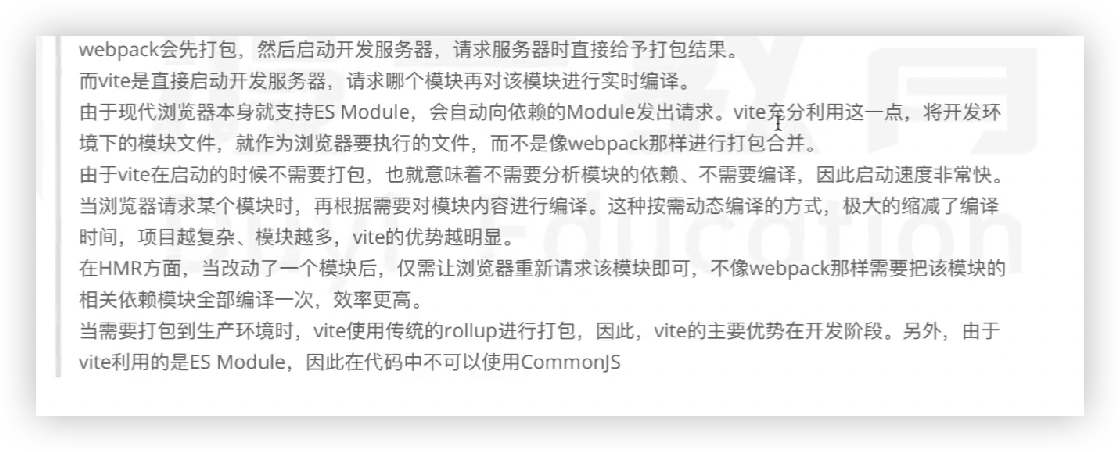 webpack会先打包，然后启动开发服务器，请求服务器时直接给予打包结果。
而vite是直接启动开发服务器，请求哪个模块再对该模块进行实时编译。
由于现代浏览器本身就支持ES Module，会自动向依赖的Module发出请求。vite充分利用这一点，将开发环
境下的模块文件，就作为浏览器要执行的文件，而不是像webpack那样进行打包合并。
由于vite在启动的时候不需要打包，也就意味着不需要分析模块的依赖、不需要编译，因此启动速度非常快。
当浏览器请求某个模块时，再根据需要对模块内容进行编译。这种按需动态编译的方式，极大的缩减了编译
时间，项目越复杂、模块越多，vite的优势越明显。
在HMR方面，当改动了一个模块后，仅需让浏览器重新请求该模块即可，不像webpack那样需要把该模块的
相关依赖模块全部编译一次，效率更高。
当需要打包到生产环境时，vite使用传统的rollup进行打包，因此，vite的主要优势在开发阶段。另外，由于
vite利用的是ES Module，因此在代码中不可以使用CommonJS